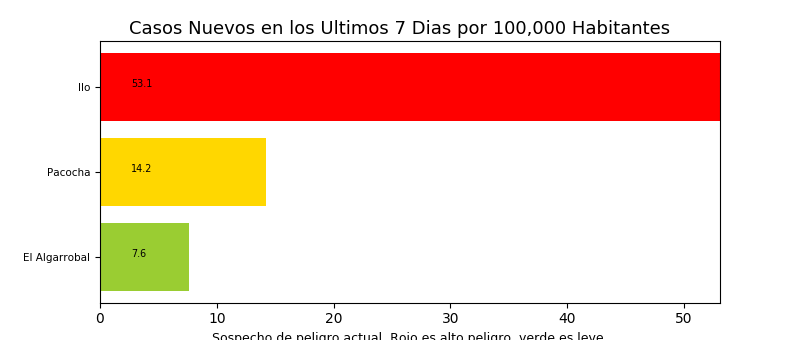 Casos Nuevos en los Ultimos 7 Dias por 100,000 Habitantes
Ilo
53.1
Pacocha
14.2
El Algarrobal
7.6
0 10 20 30 40 50
Sospecho de peligro actual. Rojo es alto peligro, verde es leve